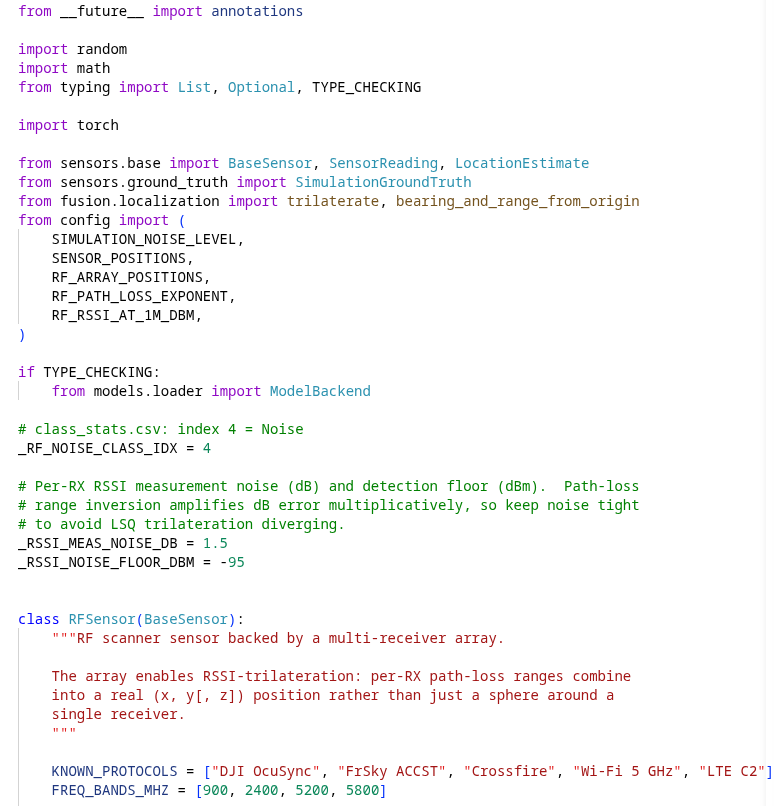 from __future__ import annotations

import random
import math
from typing import List, Optional, TYPE_CHECKING

import torch

from sensors.base import BaseSensor, SensorReading, LocationEstimate
from sensors.ground_truth import SimulationGroundTruth
from fusion.localization import trilaterate, bearing_and_range_from_origin
from config import (
    SIMULATION_NOISE_LEVEL,
    SENSOR_POSITIONS,
    RF_ARRAY_POSITIONS,
    RF_PATH_LOSS_EXPONENT,
    RF_RSSI_AT_1M_DBM,
)

if TYPE_CHECKING:
    from models.loader import ModelBackend

# class_stats.csv: index 4 = Noise
_RF_NOISE_CLASS_IDX = 4

# Per-RX RSSI measurement noise (dB) and detection floor (dBm).  Path-loss
# range inversion amplifies dB error multiplicatively, so keep noise tight
# to avoid LSQ trilateration diverging.
_RSSI_MEAS_NOISE_DB = 1.5
_RSSI_NOISE_FLOOR_DBM = -95


class RFSensor(BaseSensor):
    """RF scanner sensor backed by a multi-receiver array.

    The array enables RSSI-trilateration: per-RX path-loss ranges combine
    into a real (x, y[, z]) position rather than just a sphere around a
    single receiver.
    """

    KNOWN_PROTOCOLS = ["DJI OcuSync", "FrSky ACCST", "Crossfire", "Wi-Fi 5 GHz", "LTE C2"]
    FREQ_BANDS_MHZ = [900, 2400, 5200, 5800]